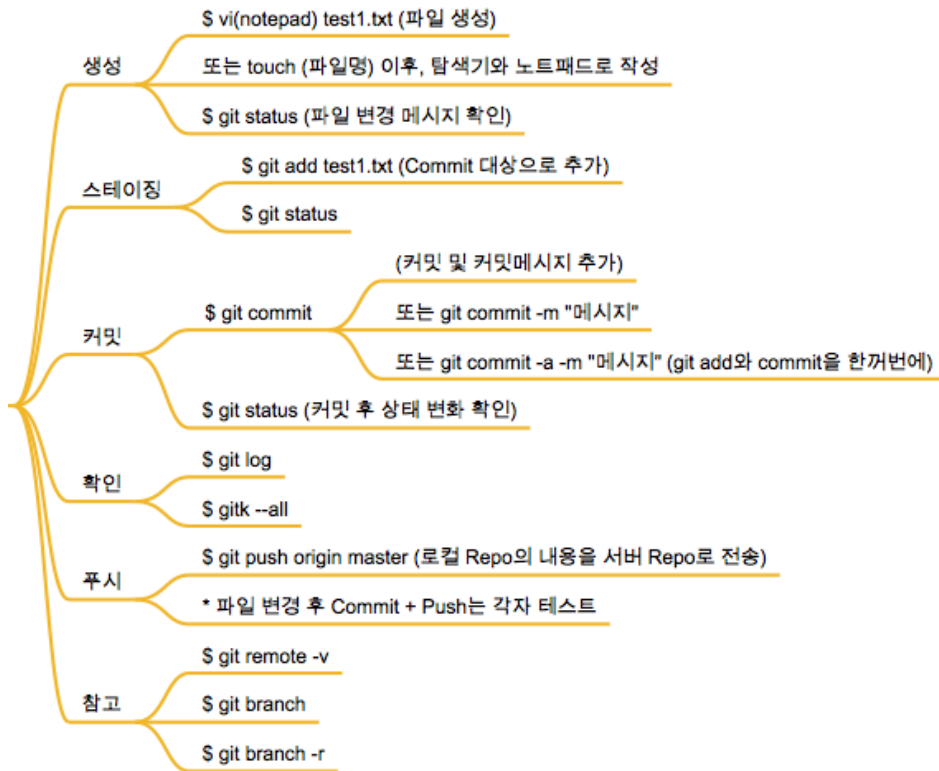 생성
$ vi(notepad) test1.txt (파일 생성)
또는 touch (파일명) 이후, 탐색기와 노트패드로 작성
$ git status (파일 변경 메시지 확인)
스테이징
$ git add test1.txt (Commit 대상으로 추가)
$ git status
커밋
$ git commit
(커밋 및 커밋메시지 추가)
또는 git commit -m "메시지"
또는 git commit -a -m "메시지" (git add와 commit을 한꺼번에)
$ git status (커밋 후 상태 변화 확인)
확인
$ git log
$ gitk --all
푸시
$ git push origin master (로컬 Repo의 내용을 서버 Repo로 전송)
* 파일 변경 후 Commit + Push는 각자 테스트
참고
$ git remote -v
$ git branch
$ git branch -r